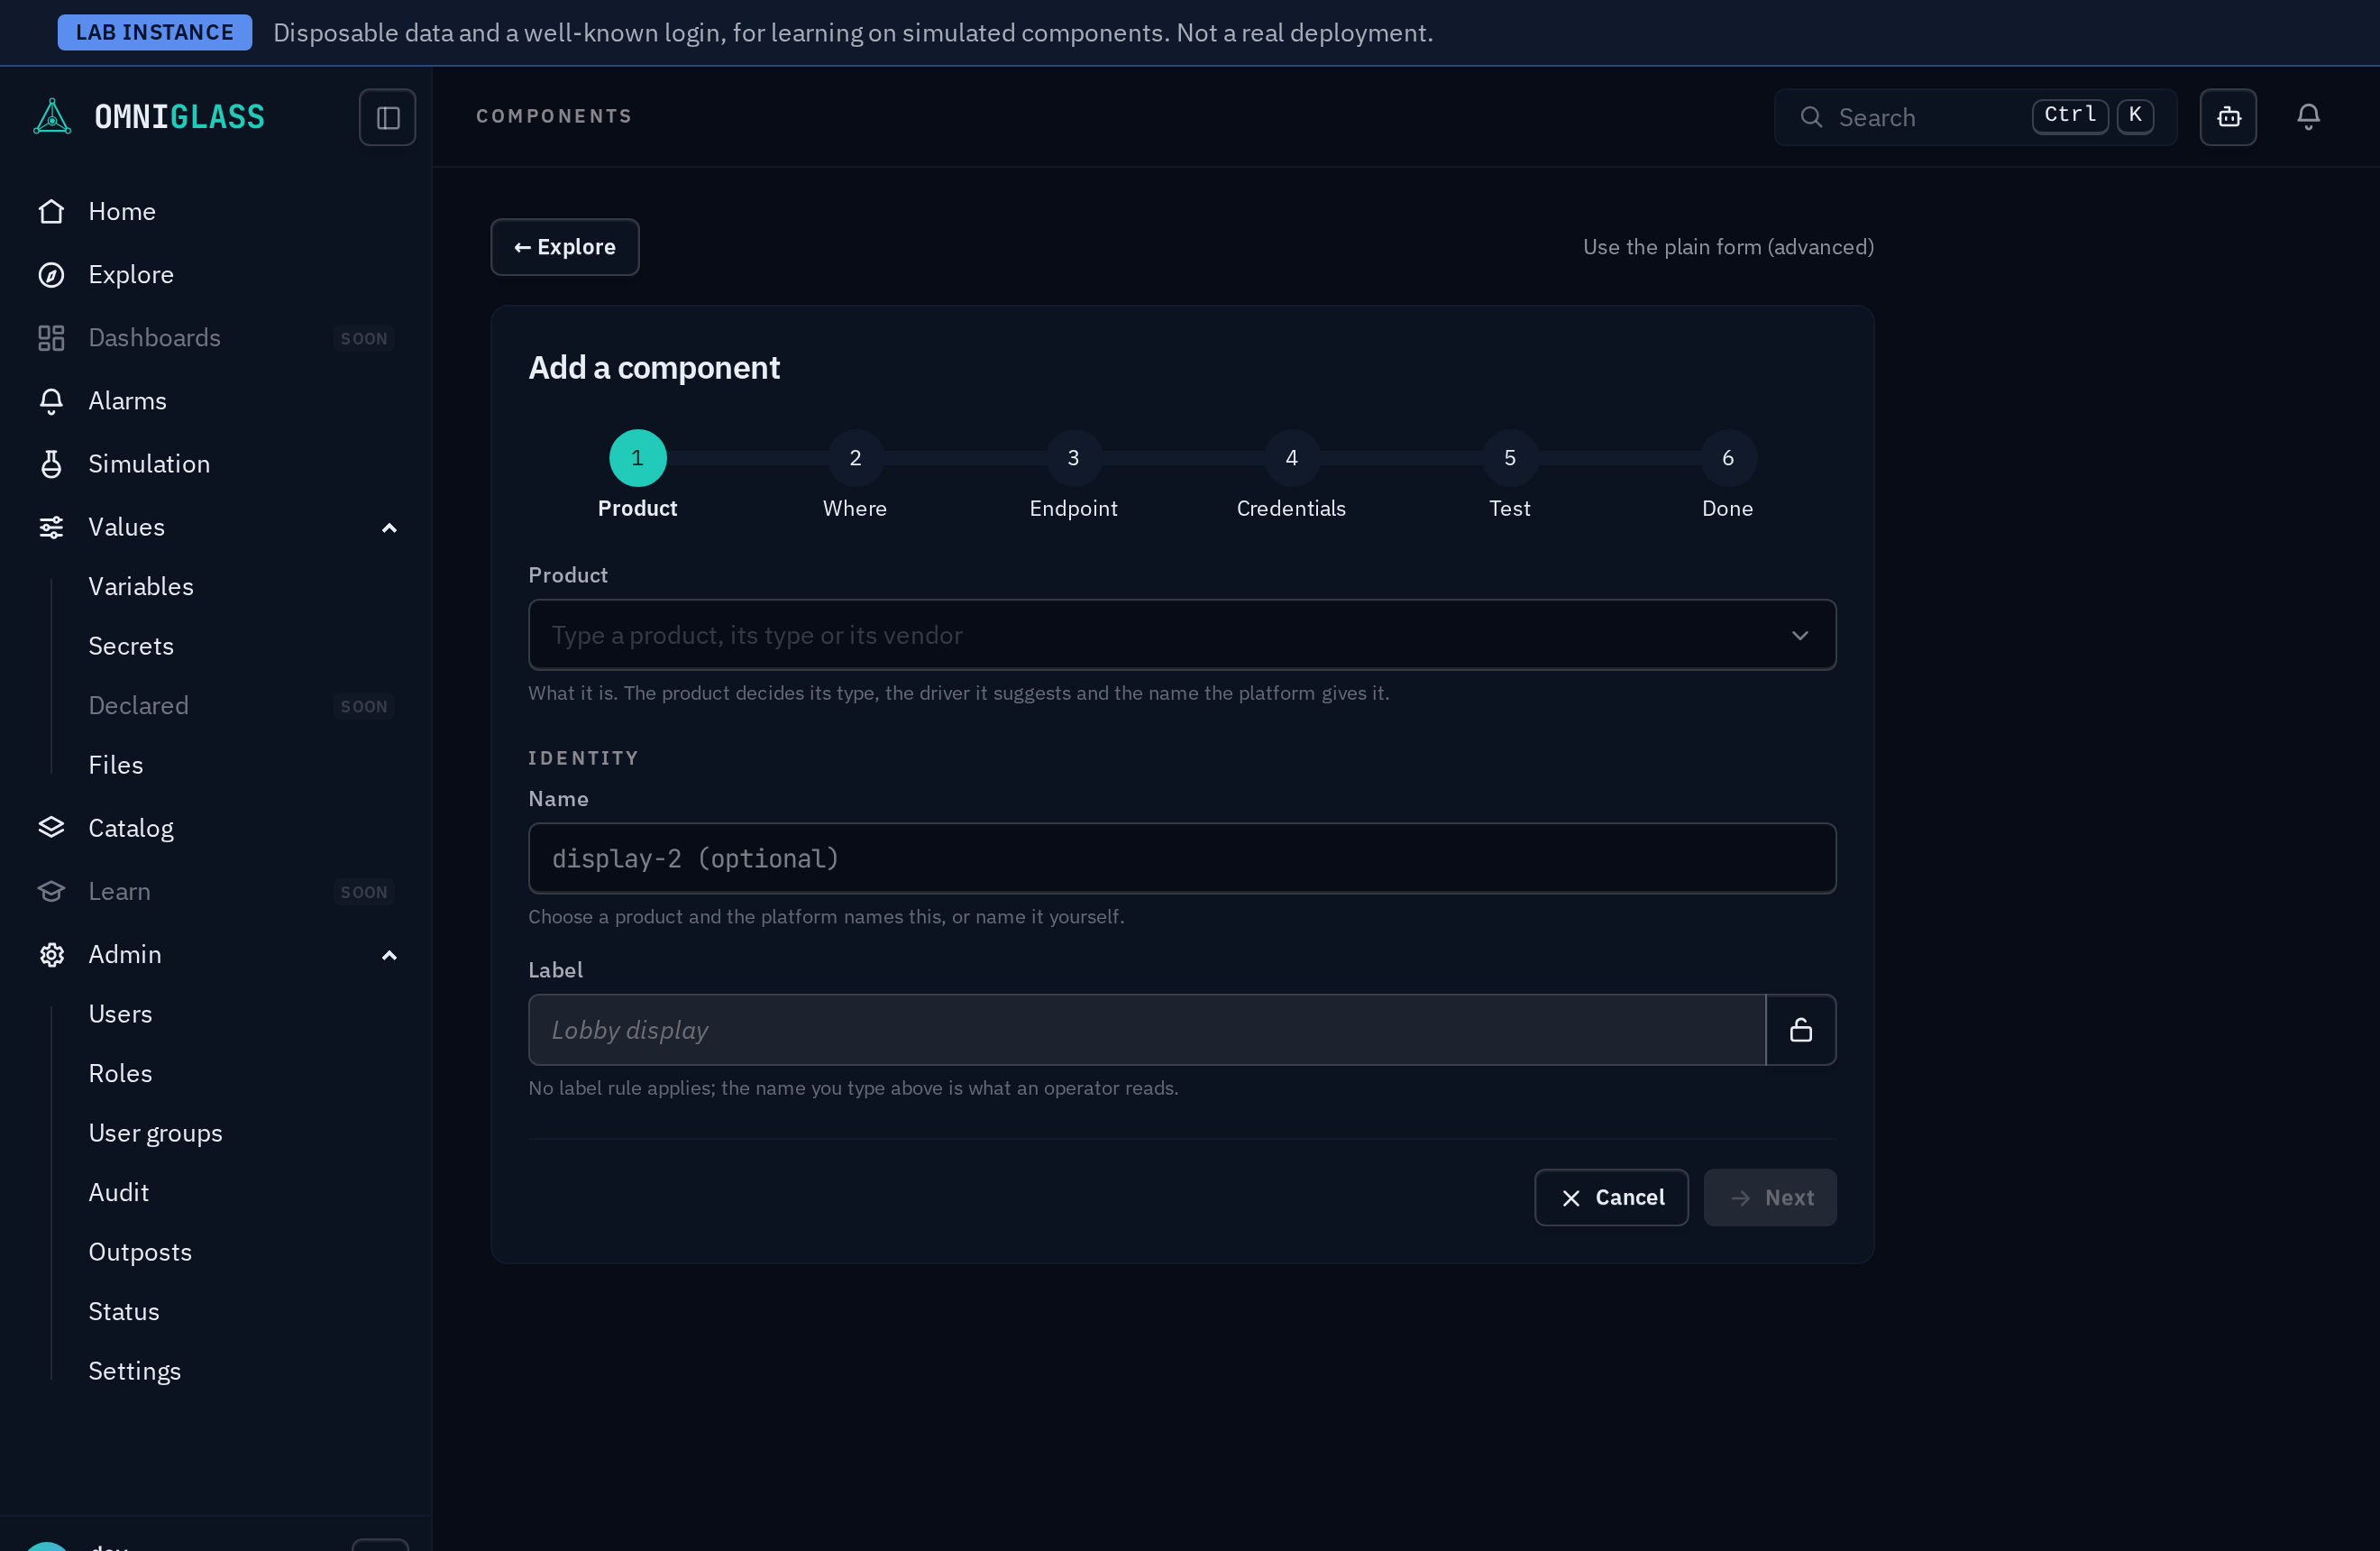 LAB INSTANCE Disposable data and a well-known login, for learning on simulated components. Not a real deployment.
OMNIGLASS
COMPONENTS
Search Ctrl K
Home
Explore
Dashboards SOON
Alarms
Simulation
Values
Variables
Secrets
Declared SOON
Files
Catalog
Learn SOON
Admin
Users
Roles
User groups
Audit
Outposts
Status
Settings
← Explore
Use the plain form (advanced)
Add a component
1 2 3 4 5 6
Product Where Endpoint Credentials Test Done
Product
Type a product, its type or its vendor
What it is. The product decides its type, the driver it suggests and the name the platform gives it.
IDENTITY
Name
display-2 (optional)
Choose a product and the platform names this, or name it yourself.
Label
Lobby display
No label rule applies; the name you type above is what an operator reads.
Cancel Next